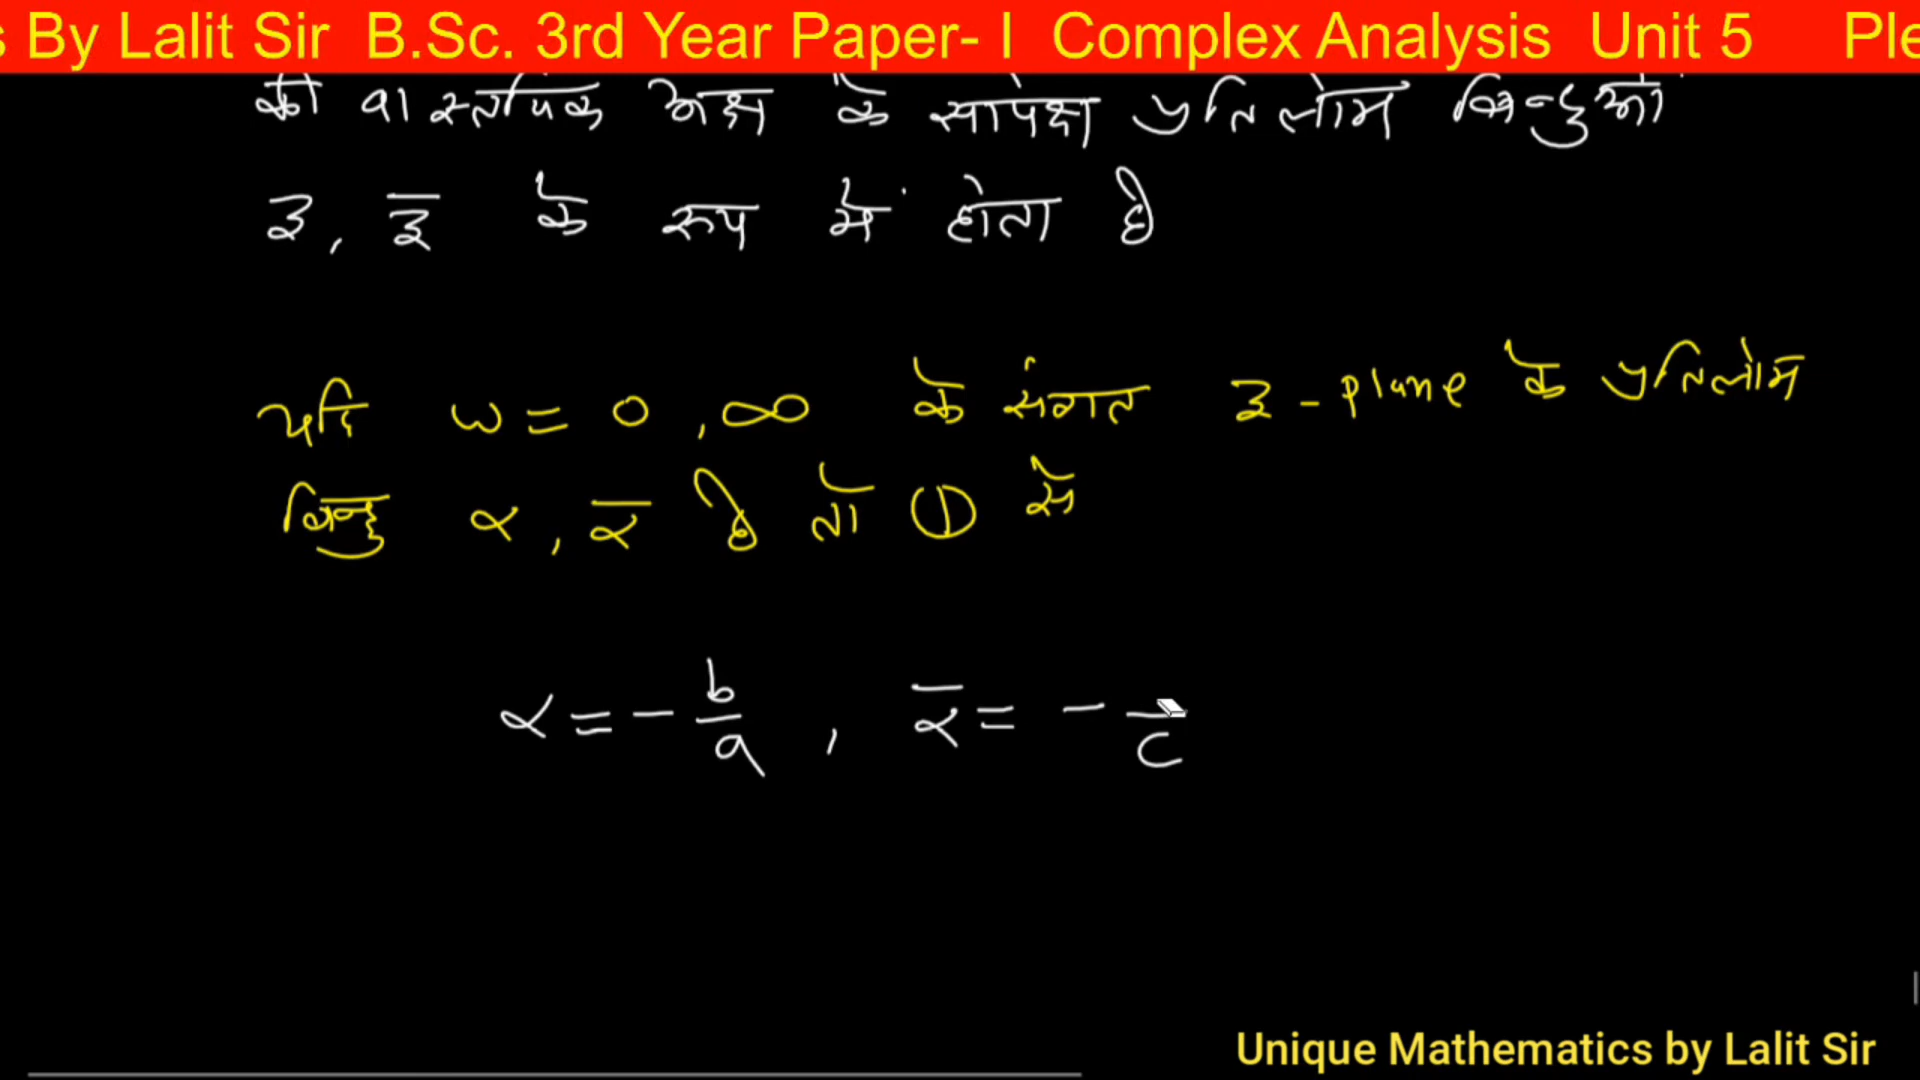 s By Lalit Sir B.Sc. 3rd Year Paper- I Complex Analysis Unit 5 Ple
को वास्तविक अक्ष के सापेक्ष प्रतिलोम बिन्दुओं
z, z̅ के रूप में होता है
यदि w = 0, ∞ के संगत z - plane के प्रतिलोम
बिन्दु α, α̅ है तो ① से
α = - b/a , α̅ = - /c
Unique Mathematics by Lalit Sir